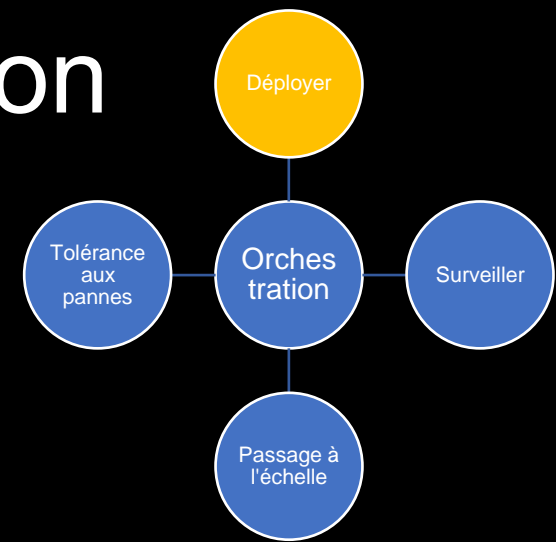 on
Déployer
Tolérance
aux
pannes
Orches
tration
Surveiller
Passage à
l'échelle